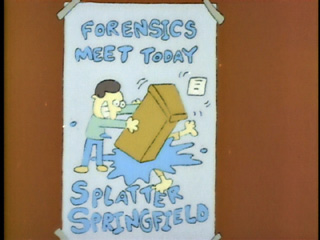 FORENSICS
MEET TODAY
SPLATTER
SPRINGFIELD